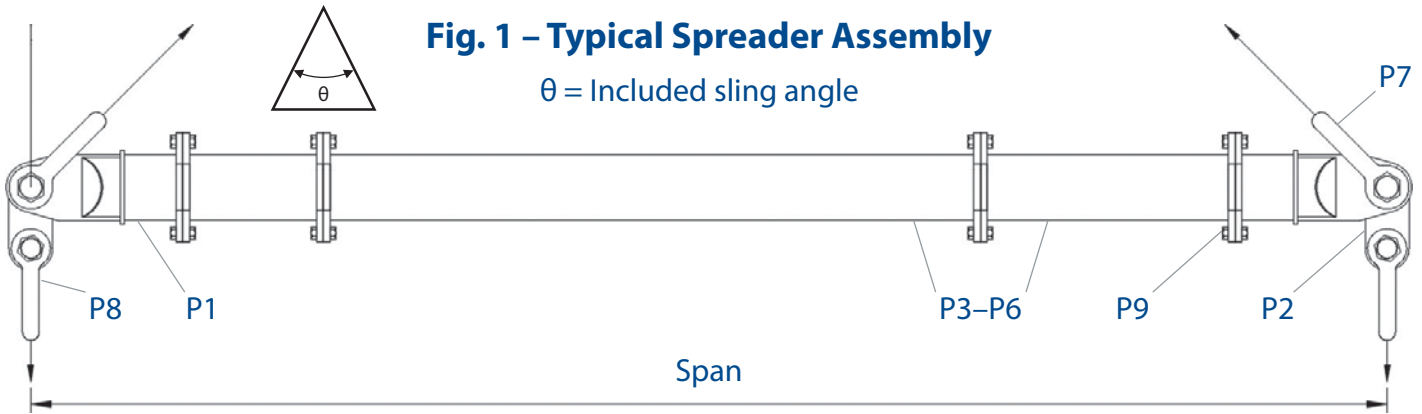 Fig. 1 – Typical Spreader Assembly
θ
θ = Included sling angle
P7
P8
P1
P3–P6
P9
P2
Span